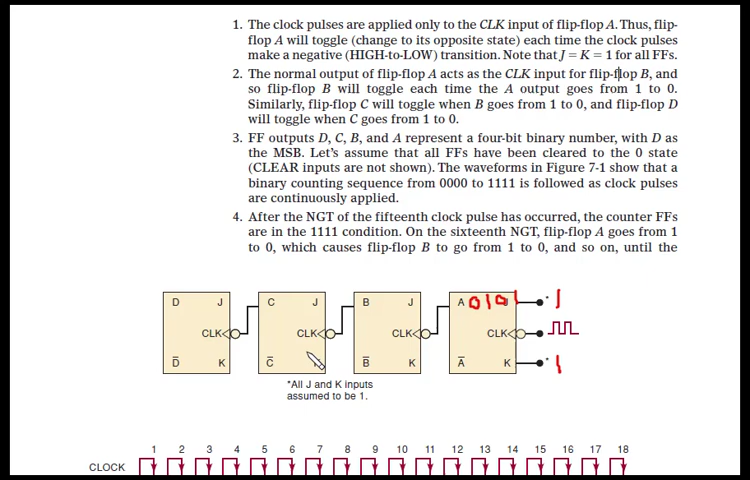 1. The clock pulses are applied only to the CLK input of flip-flop A. Thus, flip-
flop A will toggle (change to its opposite state) each time the clock pulses
make a negative (HIGH-to-LOW) transition. Note that J = K = 1 for all FFs.
2. The normal output of flip-flop A acts as the CLK input for flip-flop B, and
so flip-flop B will toggle each time the A output goes from 1 to 0.
Similarly, flip-flop C will toggle when B goes from 1 to 0, and flip-flop D
will toggle when C goes from 1 to 0.
3. FF outputs D, C, B, and A represent a four-bit binary number, with D as
the MSB. Let's assume that all FFs have been cleared to the 0 state
(CLEAR inputs are not shown). The waveforms in Figure 7-1 show that a
binary counting sequence from 0000 to 1111 is followed as clock pulses
are continuously applied.
4. After the NGT of the fifteenth clock pulse has occurred, the counter FFs
are in the 1111 condition. On the sixteenth NGT, flip-flop A goes from 1
to 0, which causes flip-flop B to go from 1 to 0, and so on, until the
D J C J B J A 0101 * 1
CLK CLK CLK CLK
D̅ K C̅ B̅ K A̅ K * 1
*All J and K inputs
assumed to be 1.
1 2 3 4 5 6 7 8 9 10 11 12 13 14 15 16 17 18
CLOCK